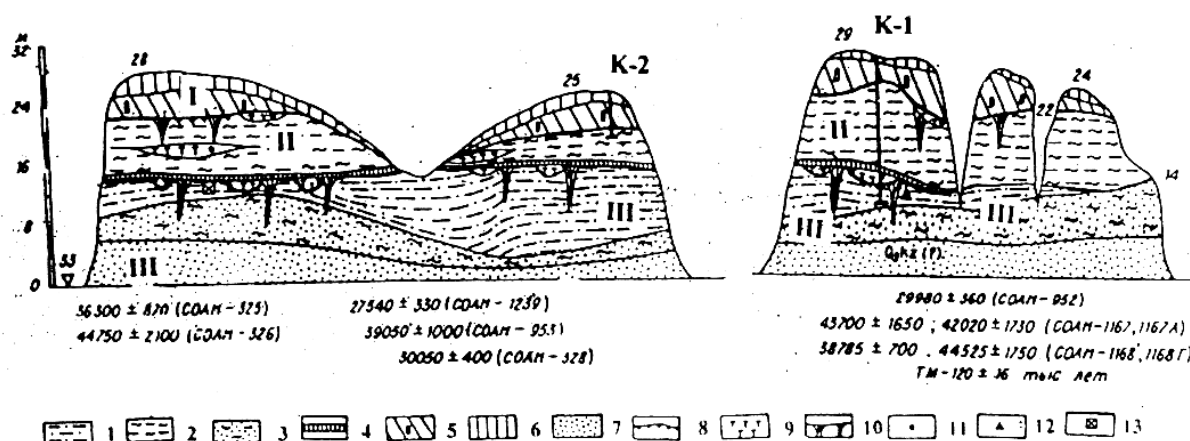 м
32
24
16
8
0
53
28
I
II
III
25
K-2
III
K-1
29
22
24
14
II
III
III
36300 ± 870 (СОАН-325)
44750 ± 2100 (СОАН-326)
27540 ± 330 (СОАН-1239)
39050 ± 1000 (СОАН-953)
30050 ± 400 (СОАН-328)
29980 ± 360 (СОАН-952)
43700 ± 1650 ; 42020 ± 1730 (СОАН-1167, 1167А)
38785 ± 700 . 44525 ± 1750 (СОАН-1168, 1168Г)
ТМ-120 ± 36 тыс лет
1 2 3 4 5 6 7 8 9 10 11 12 13